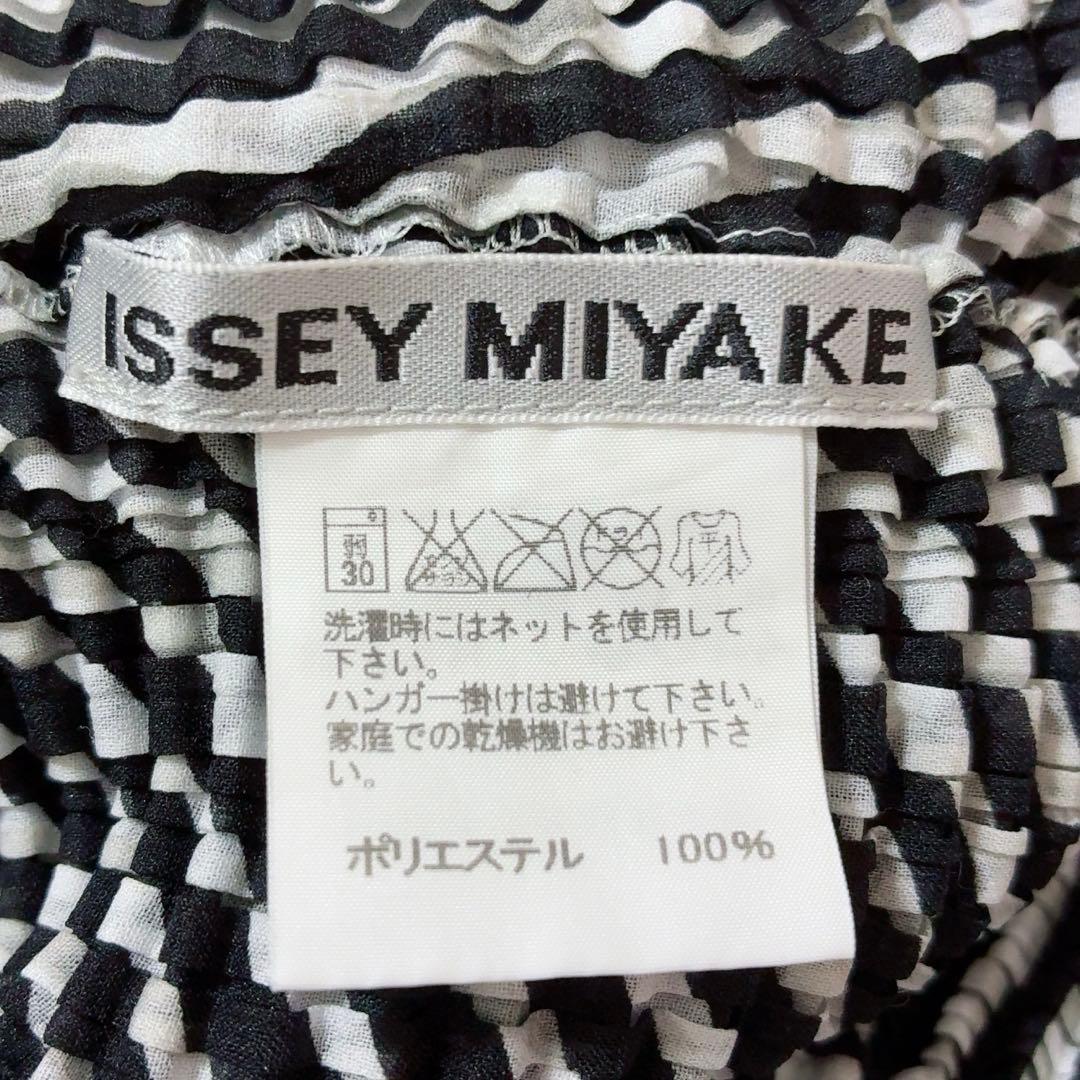 ISSEY MIYAKE
弱
30
平
洗濯時にはネットを使用して
下さい。
ハンガー掛けは避けて下さい。
家庭での乾燥機はお避け下さ
い。
ポリエステル 100%